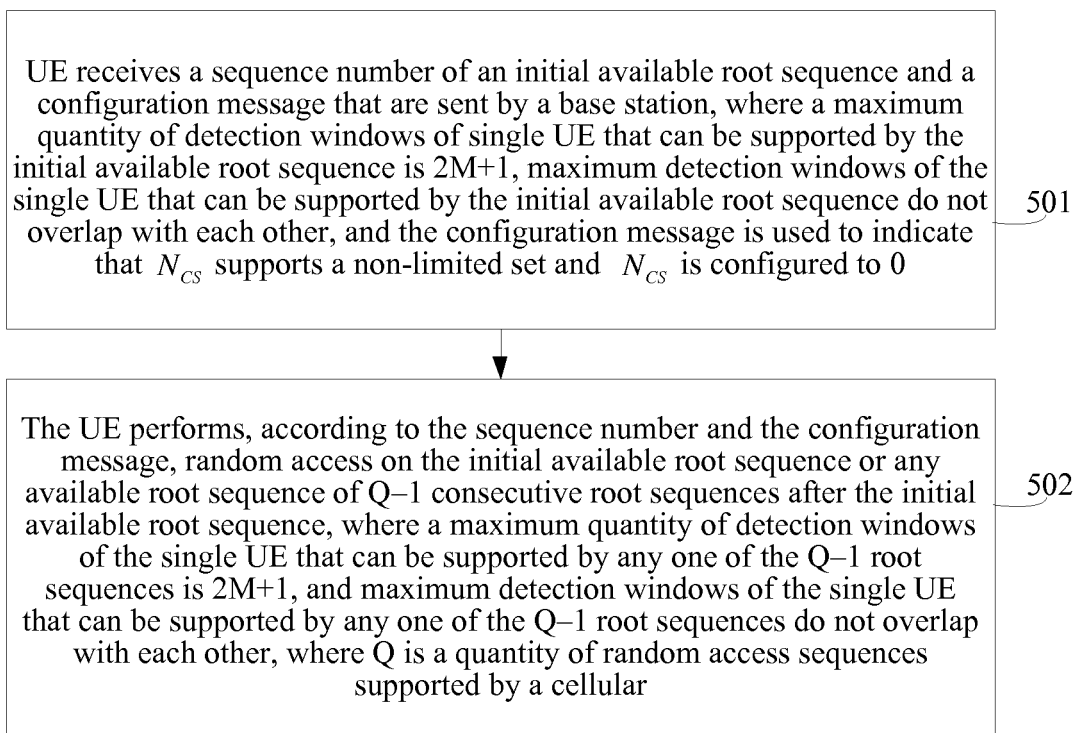 UE receives a sequence number of an initial available root sequence and a
configuration message that are sent by a base station, where a maximum
quantity of detection windows of single UE that can be supported by the
initial available root sequence is 2M+1, maximum detection windows of the
single UE that can be supported by the initial available root sequence do not
overlap with each other, and the configuration message is used to indicate
that N_CS supports a non-limited set and N_CS is configured to 0
501
The UE performs, according to the sequence number and the configuration
message, random access on the initial available root sequence or any
available root sequence of Q–1 consecutive root sequences after the initial
available root sequence, where a maximum quantity of detection windows
of the single UE that can be supported by any one of the Q–1 root
sequences is 2M+1, and maximum detection windows of the single UE
that can be supported by any one of the Q–1 root sequences do not overlap
with each other, where Q is a quantity of random access sequences
supported by a cellular
502